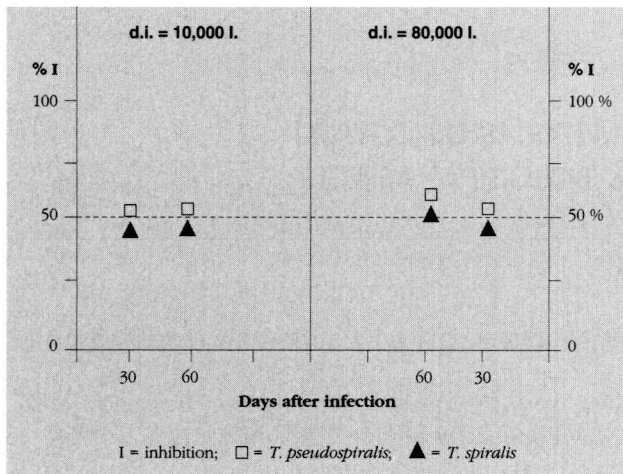 d.i. = 10,000 l. d.i. = 80,000 l.
% I % I
100 100 %
50 50 %
0 0
30 60 60 30
Days after infection
I = inhibition; □ = T. pseudospiralis; ▲ = T. spiralis